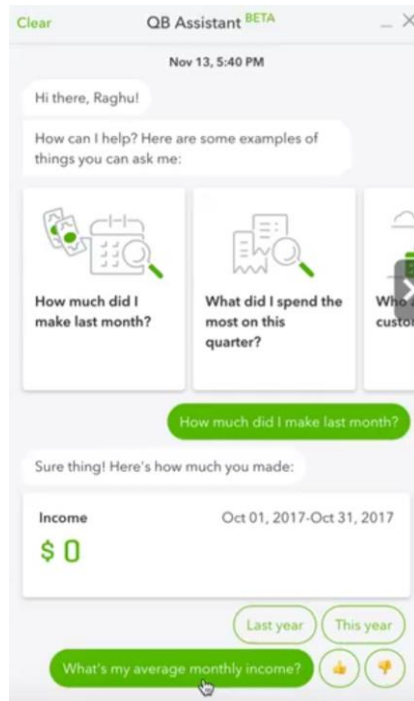 Clear
QB Assistant BETA
Nov 13, 5:40 PM
Hi there, Raghu!
How can I help? Here are some examples of
things you can ask me:
How much did I
make last month?
What did I spend the
most on this
quarter?
Who
custo
How much did I make last month?
Sure thing! Here's how much you made:
Income
Oct 01, 2017-Oct 31, 2017
$ 0
Last year
This year
What's my average monthly income?